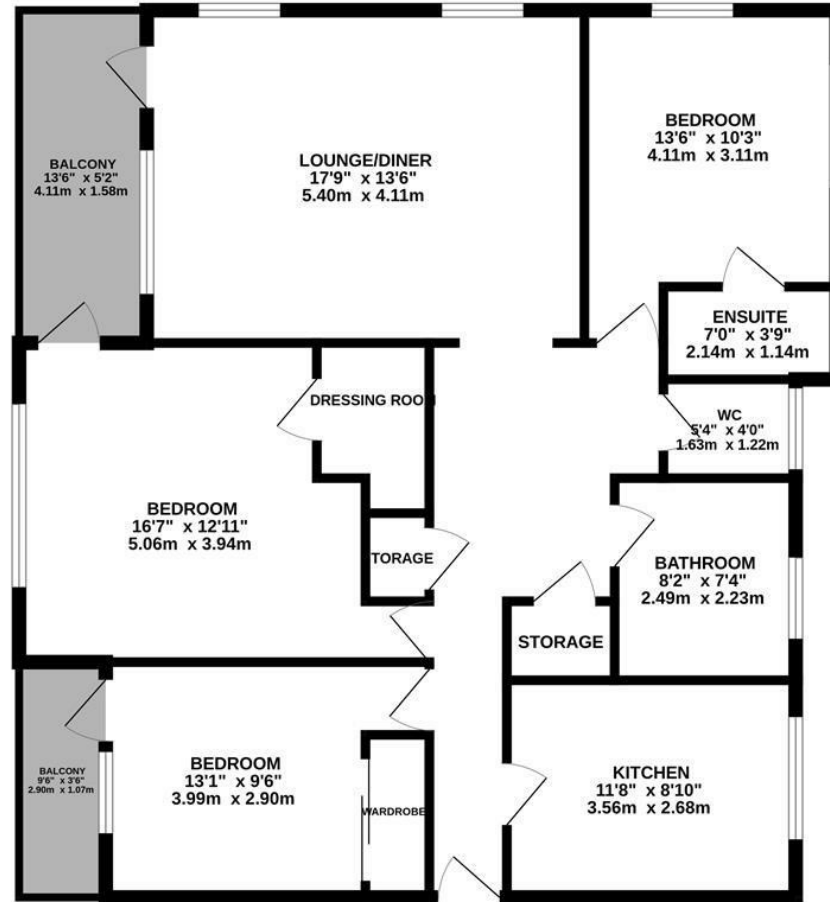 BALCONY
13'6" x 5'2"
4.11m x 1.58m
LOUNGE/DINER
17'9" x 13'6"
5.40m x 4.11m
BEDROOM
13'6" x 10'3"
4.11m x 3.11m
ENSUITE
7'0" x 3'9"
2.14m x 1.14m
DRESSING ROOM
WC
5'4" x 4'0"
1.63m x 1.22m
BEDROOM
16'7" x 12'11"
5.06m x 3.94m
TORAGE
BATHROOM
8'2" x 7'4"
2.49m x 2.23m
STORAGE
BALCONY
9'6" x 3'6"
2.90m x 1.07m
BEDROOM
13'1" x 9'6"
3.99m x 2.90m
WARDROBE
KITCHEN
11'8" x 8'10"
3.56m x 2.68m